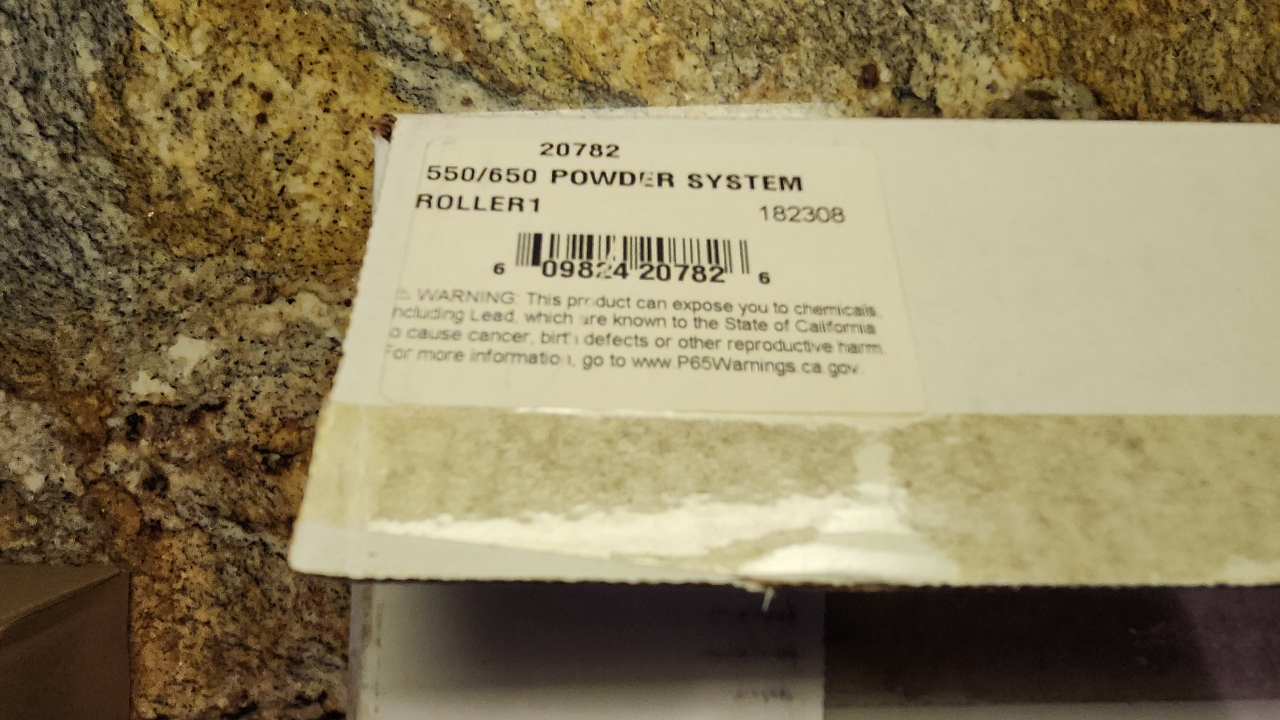 20782
550/650 POWDER SYSTEM
ROLLER1 182308
6 09824 20782 6
⚠ WARNING: This product can expose you to chemicals
including Lead, which are known to the State of California
to cause cancer, birth defects or other reproductive harm
For more information, go to www.P65Warnings.ca.gov.